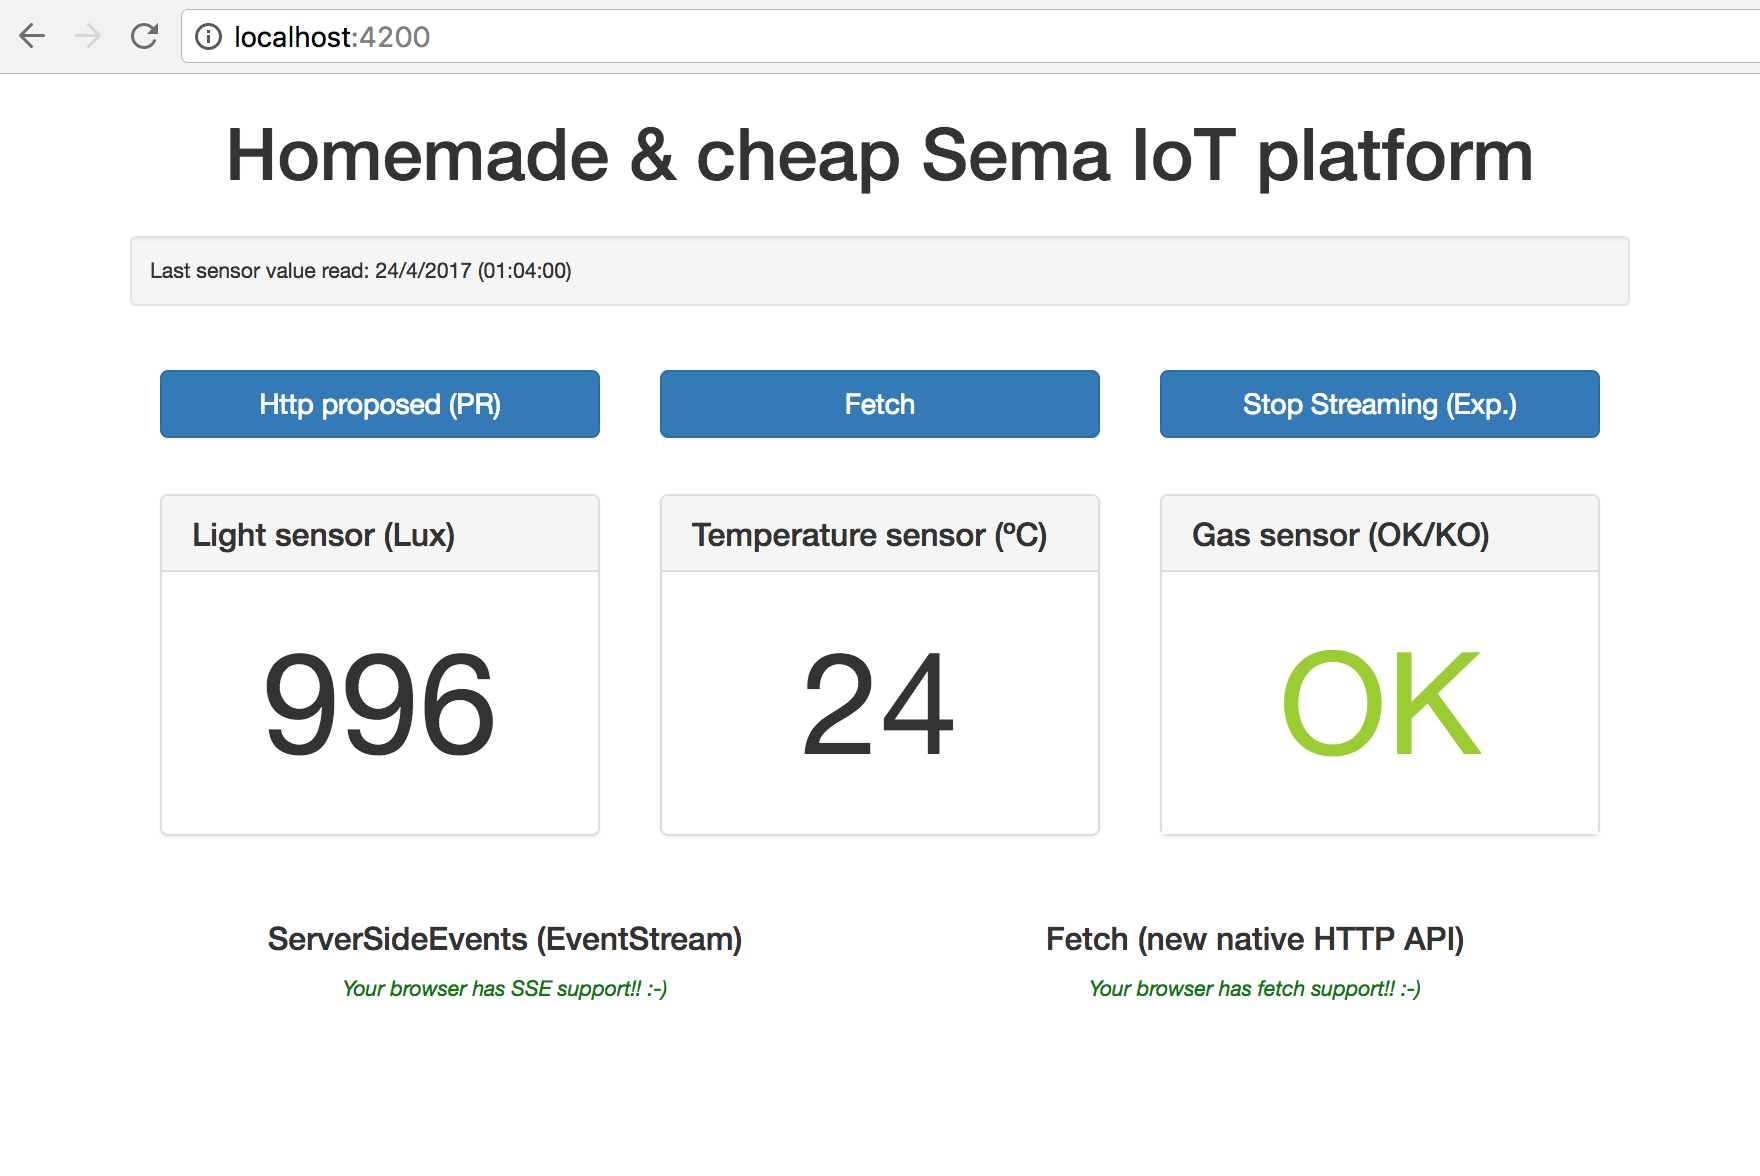 localhost:4200
Homemade & cheap Sema IoT platform
Last sensor value read: 24/4/2017 (01:04:00)
Http proposed (PR)
Fetch
Stop Streaming (Exp.)
Light sensor (Lux)
996
Temperature sensor (ºC)
24
Gas sensor (OK/KO)
OK
ServerSideEvents (EventStream)
Your browser has SSE support!! :-)
Fetch (new native HTTP API)
Your browser has fetch support!! :-)